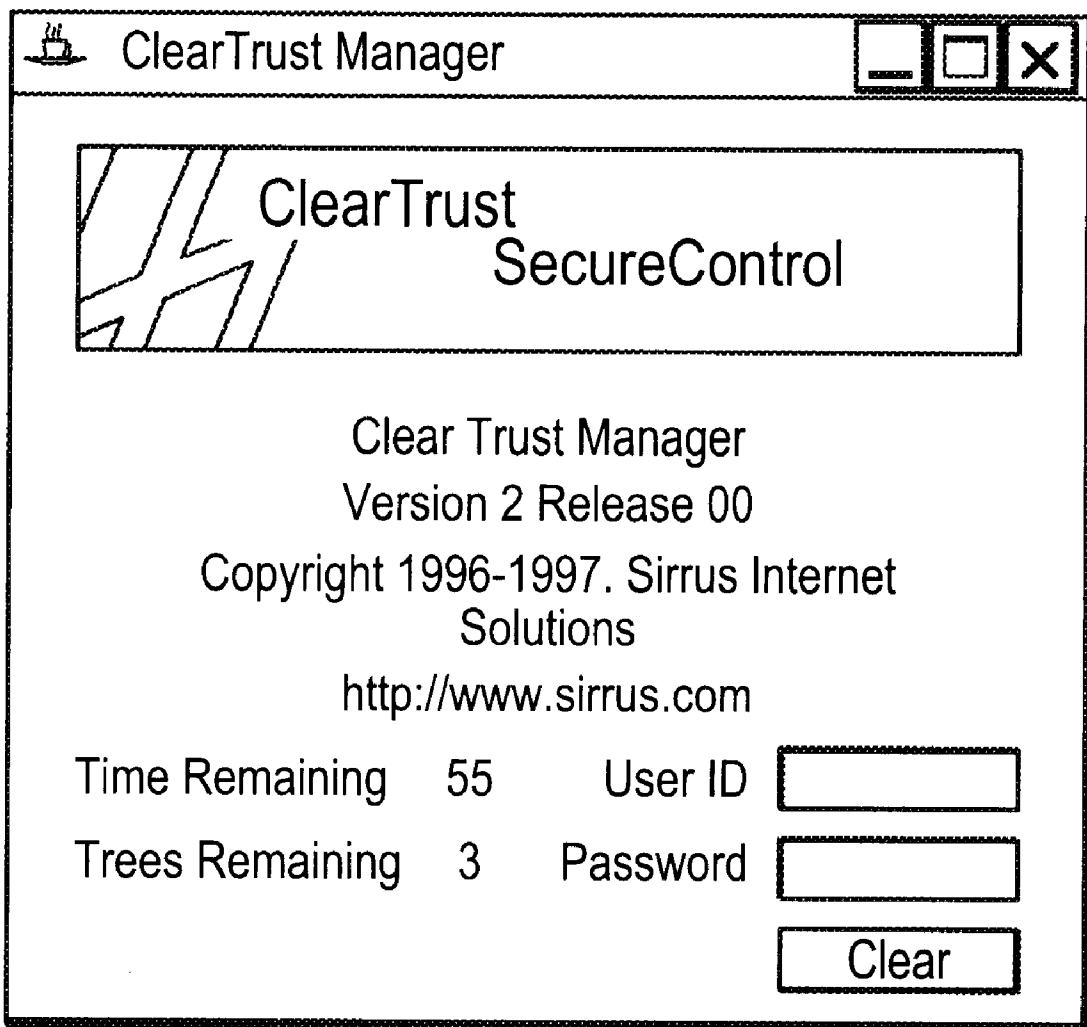 ClearTrust Manager
ClearTrust
SecureControl
Clear Trust Manager
Version 2 Release 00
Copyright 1996-1997. Sirrus Internet
Solutions
http://www.sirrus.com
Time Remaining 55 User ID
Trees Remaining 3 Password
Clear